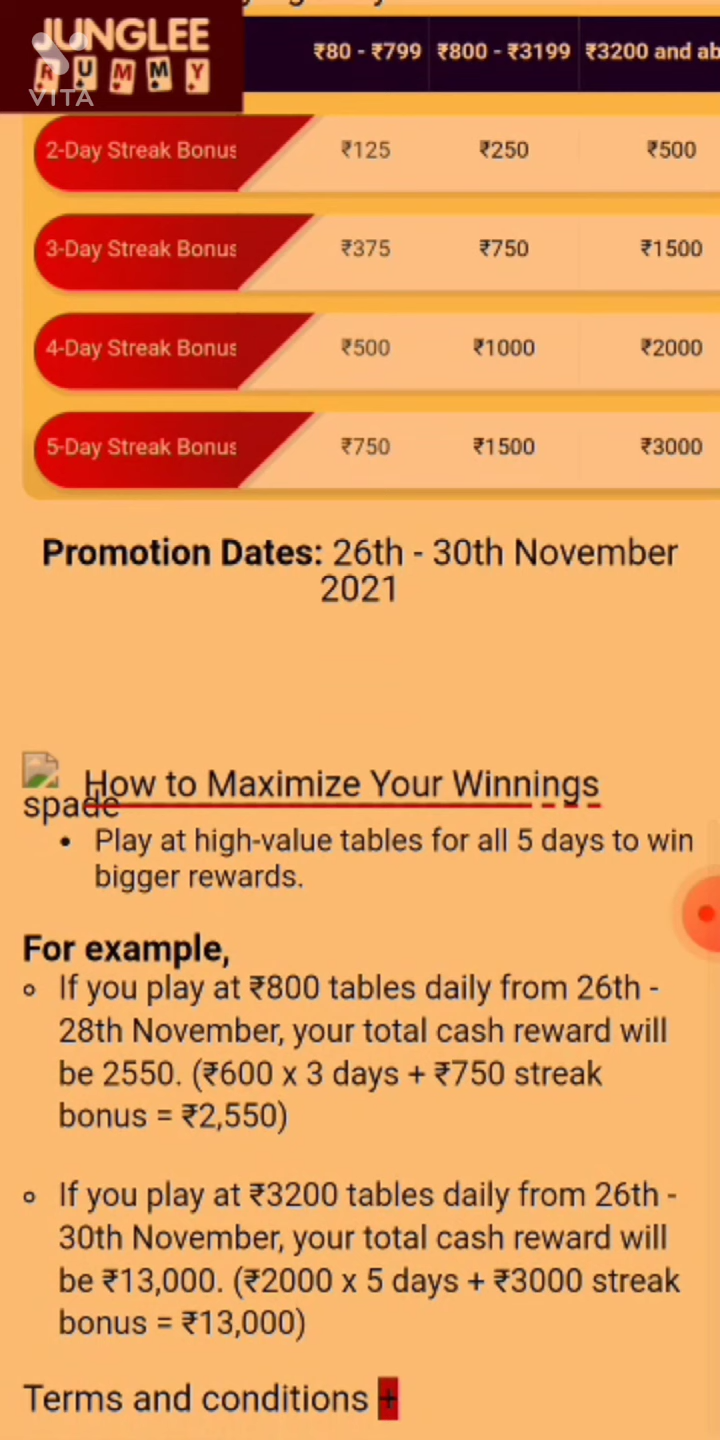 JUNGLEE
RUMMY
VITA
₹80 - ₹799 ₹800 - ₹3199 ₹3200 and ab
2-Day Streak Bonus ₹125 ₹250 ₹500
3-Day Streak Bonus ₹375 ₹750 ₹1500
4-Day Streak Bonus ₹500 ₹1000 ₹2000
5-Day Streak Bonus ₹750 ₹1500 ₹3000
Promotion Dates: 26th - 30th November
2021
How to Maximize Your Winnings
spade
• Play at high-value tables for all 5 days to win
bigger rewards.
For example,
If you play at ₹800 tables daily from 26th -
28th November, your total cash reward will
be 2550. (₹600 x 3 days + ₹750 streak
bonus = ₹2,550)
If you play at ₹3200 tables daily from 26th -
30th November, your total cash reward will
be ₹13,000. (₹2000 x 5 days + ₹3000 streak
bonus = ₹13,000)
Terms and conditions +